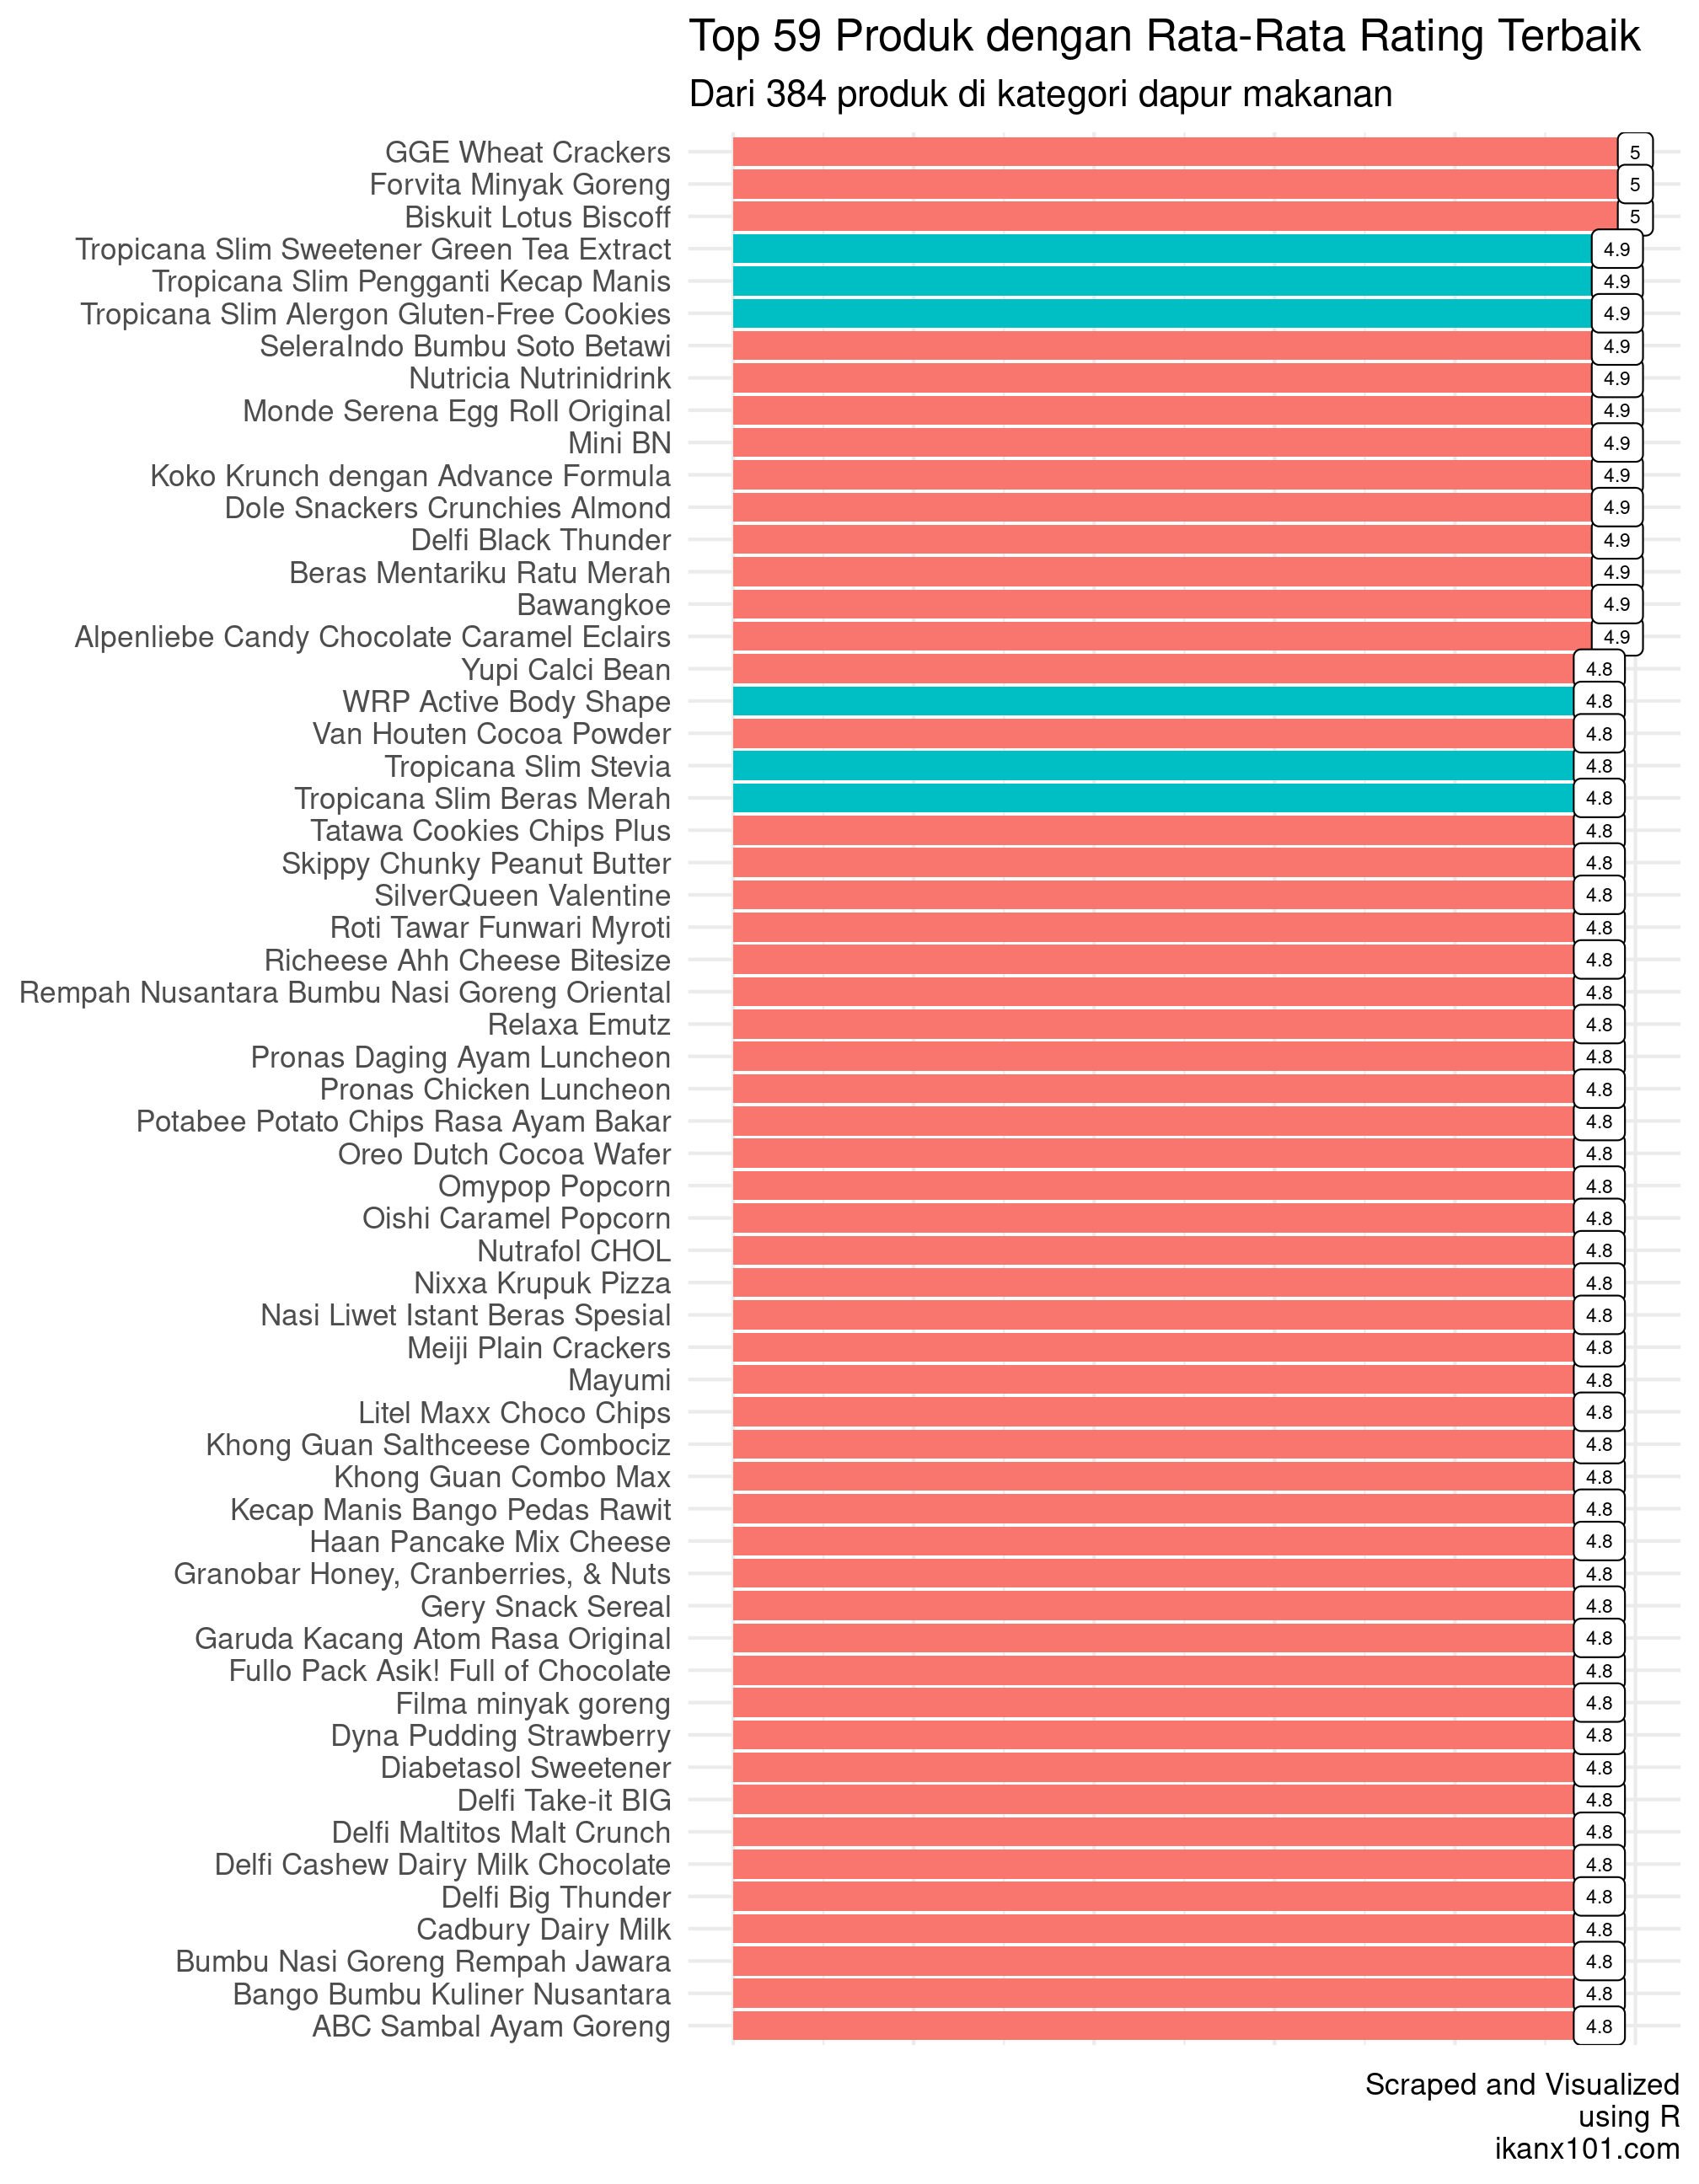 Top 59 Produk dengan Rata-Rata Rating Terbaik
Dari 384 produk di kategori dapur makanan
GGE Wheat Crackers 5
Forvita Minyak Goreng 5
Biskuit Lotus Biscoff 5
Tropicana Slim Sweetener Green Tea Extract 4.9
Tropicana Slim Pengganti Kecap Manis 4.9
Tropicana Slim Alergon Gluten-Free Cookies 4.9
SeleraIndo Bumbu Soto Betawi 4.9
Nutricia Nutrinidrink 4.9
Monde Serena Egg Roll Original 4.9
Mini BN 4.9
Koko Krunch dengan Advance Formula 4.9
Dole Snackers Crunchies Almond 4.9
Delfi Black Thunder 4.9
Beras Mentariku Ratu Merah 4.9
Bawangkoe 4.9
Alpenliebe Candy Chocolate Caramel Eclairs 4.9
Yupi Calci Bean 4.8
WRP Active Body Shape 4.8
Van Houten Cocoa Powder 4.8
Tropicana Slim Stevia 4.8
Tropicana Slim Beras Merah 4.8
Tatawa Cookies Chips Plus 4.8
Skippy Chunky Peanut Butter 4.8
SilverQueen Valentine 4.8
Roti Tawar Funwari Myroti 4.8
Richeese Ahh Cheese Bitesize 4.8
Rempah Nusantara Bumbu Nasi Goreng Oriental 4.8
Relaxa Emutz 4.8
Pronas Daging Ayam Luncheon 4.8
Pronas Chicken Luncheon 4.8
Potabee Potato Chips Rasa Ayam Bakar 4.8
Oreo Dutch Cocoa Wafer 4.8
Omypop Popcorn 4.8
Oishi Caramel Popcorn 4.8
Nutrafol CHOL 4.8
Nixxa Krupuk Pizza 4.8
Nasi Liwet Istant Beras Spesial 4.8
Meiji Plain Crackers 4.8
Mayumi 4.8
Litel Maxx Choco Chips 4.8
Khong Guan Salthceese Combociz 4.8
Khong Guan Combo Max 4.8
Kecap Manis Bango Pedas Rawit 4.8
Haan Pancake Mix Cheese 4.8
Granobar Honey, Cranberries, & Nuts 4.8
Gery Snack Sereal 4.8
Garuda Kacang Atom Rasa Original 4.8
Fullo Pack Asik! Full of Chocolate 4.8
Filma minyak goreng 4.8
Dyna Pudding Strawberry 4.8
Diabetasol Sweetener 4.8
Delfi Take-it BIG 4.8
Delfi Maltitos Malt Crunch 4.8
Delfi Cashew Dairy Milk Chocolate 4.8
Delfi Big Thunder 4.8
Cadbury Dairy Milk 4.8
Bumbu Nasi Goreng Rempah Jawara 4.8
Bango Bumbu Kuliner Nusantara 4.8
ABC Sambal Ayam Goreng 4.8
Scraped and Visualized
using R
ikanx101.com